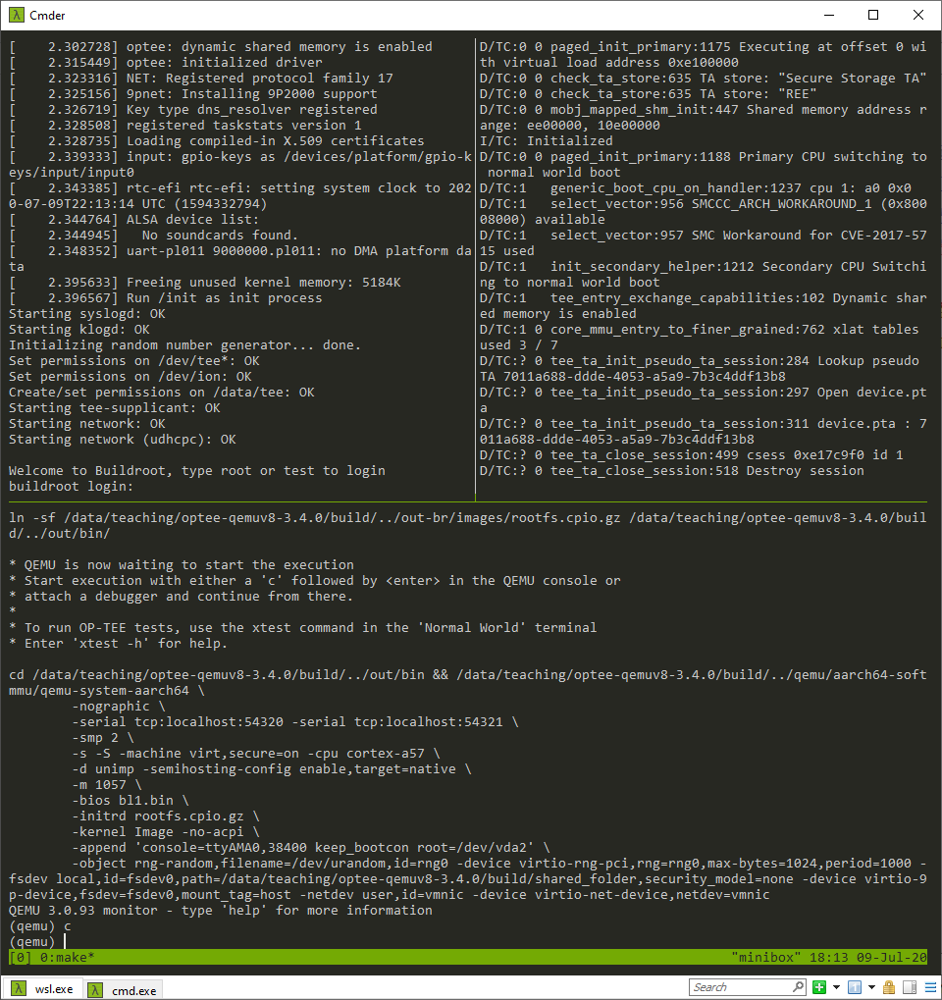 Cmder
[    2.302728] optee: dynamic shared memory is enabled
[    2.315449] optee: initialized driver
[    2.323316] NET: Registered protocol family 17
[    2.325156] 9pnet: Installing 9P2000 support
[    2.326719] Key type dns_resolver registered
[    2.328508] registered taskstats version 1
[    2.328735] Loading compiled-in X.509 certificates
[    2.339333] input: gpio-keys as /devices/platform/gpio-k
eys/input/input0
[    2.343385] rtc-efi rtc-efi: setting system clock to 202
0-07-09T22:13:14 UTC (1594332794)
[    2.344764] ALSA device list:
[    2.344945]   No soundcards found.
[    2.348352] uart-pl011 9000000.pl011: no DMA platform da
ta
[    2.395633] Freeing unused kernel memory: 5184K
[    2.396567] Run /init as init process
Starting syslogd: OK
Starting klogd: OK
Initializing random number generator... done.
Set permissions on /dev/tee*: OK
Set permissions on /dev/ion: OK
Create/set permissions on /data/tee: OK
Starting tee-supplicant: OK
Starting network: OK
Starting network (udhcpc): OK
Welcome to Buildroot, type root or test to login
buildroot login:
D/TC:0 0 paged_init_primary:1175 Executing at offset 0 wi
th virtual load address 0xe100000
D/TC:0 0 check_ta_store:635 TA store: "Secure Storage TA"
D/TC:0 0 check_ta_store:635 TA store: "REE"
D/TC:0 0 mobj_mapped_shm_init:447 Shared memory address r
ange: ee00000, 10e00000
I/TC: Initialized
D/TC:0 0 paged_init_primary:1188 Primary CPU switching to
 normal world boot
D/TC:1   generic_boot_cpu_on_handler:1237 cpu 1: a0 0x0
D/TC:1   select_vector:956 SMCCC_ARCH_WORKAROUND_1 (0x800
08000) available
D/TC:1   select_vector:957 SMC Workaround for CVE-2017-57
15 used
D/TC:1   init_secondary_helper:1212 Secondary CPU Switchi
ng to normal world boot
D/TC:1   tee_entry_exchange_capabilities:102 Dynamic shar
ed memory is enabled
D/TC:1 0 core_mmu_entry_to_finer_grained:762 xlat tables
used 3 / 7
D/TC:? 0 tee_ta_init_pseudo_ta_session:284 Lookup pseudo
TA 7011a688-ddde-4053-a5a9-7b3c4ddf13b8
D/TC:? 0 tee_ta_init_pseudo_ta_session:297 Open device.pt
a
D/TC:? 0 tee_ta_init_pseudo_ta_session:311 device.pta : 7
011a688-ddde-4053-a5a9-7b3c4ddf13b8
D/TC:? 0 tee_ta_close_session:499 csess 0xe17c9f0 id 1
D/TC:? 0 tee_ta_close_session:518 Destroy session
ln -sf /data/teaching/optee-qemuv8-3.4.0/build/../out-br/images/rootfs.cpio.gz /data/teaching/optee-qemuv8-3.4.0/buil
d/../out/bin/
* QEMU is now waiting to start the execution
* Start execution with either a 'c' followed by <enter> in the QEMU console or
* attach a debugger and continue from there.
*
* To run OP-TEE tests, use the xtest command in the 'Normal World' terminal
* Enter 'xtest -h' for help.
cd /data/teaching/optee-qemuv8-3.4.0/build/../out/bin && /data/teaching/optee-qemuv8-3.4.0/build/../qemu/aarch64-soft
mmu/qemu-system-aarch64 \
        -nographic \
        -serial tcp:localhost:54320 -serial tcp:localhost:54321 \
        -smp 2 \
        -s -S -machine virt,secure=on -cpu cortex-a57 \
        -d unimp -semihosting-config enable,target=native \
        -m 1057 \
        -bios bl1.bin \
        -initrd rootfs.cpio.gz \
        -kernel Image -no-acpi \
        -append 'console=ttyAMA0,38400 keep_bootcon root=/dev/vda2' \
        -object rng-random,filename=/dev/urandom,id=rng0 -device virtio-rng-pci,rng=rng0,max-bytes=1024,period=1000 -
fsdev local,id=fsdev0,path=/data/teaching/optee-qemuv8-3.4.0/build/shared_folder,security_model=none -device virtio-9
p-device,fsdev=fsdev0,mount_tag=host -netdev user,id=vmnic -device virtio-net-device,netdev=vmnic
QEMU 3.0.93 monitor - type 'help' for more information
(qemu) c
(qemu)
[0] 0:make* "minibox" 18:13 09-Jul-20
wsl.exe cmd.exe Search